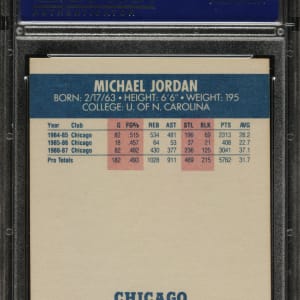 MICHAEL JORDAN
BORN: 2/17/63 • HEIGHT: 6'6" • WEIGHT: 195
COLLEGE: U. OF N. CAROLINA
Year Club G FG% REB AST STL BLK PTS AVG
1984-85 Chicago 82 .515 534 481 196 69 2313 28.2
1985-86 Chicago 18 .457 64 53 37 21 408 22.7
1986-87 Chicago 82 .482 430 377 236 125 3041 37.1
Pro Totals 182 .493 1028 911 469 215 5762 31.7
CHICAGO